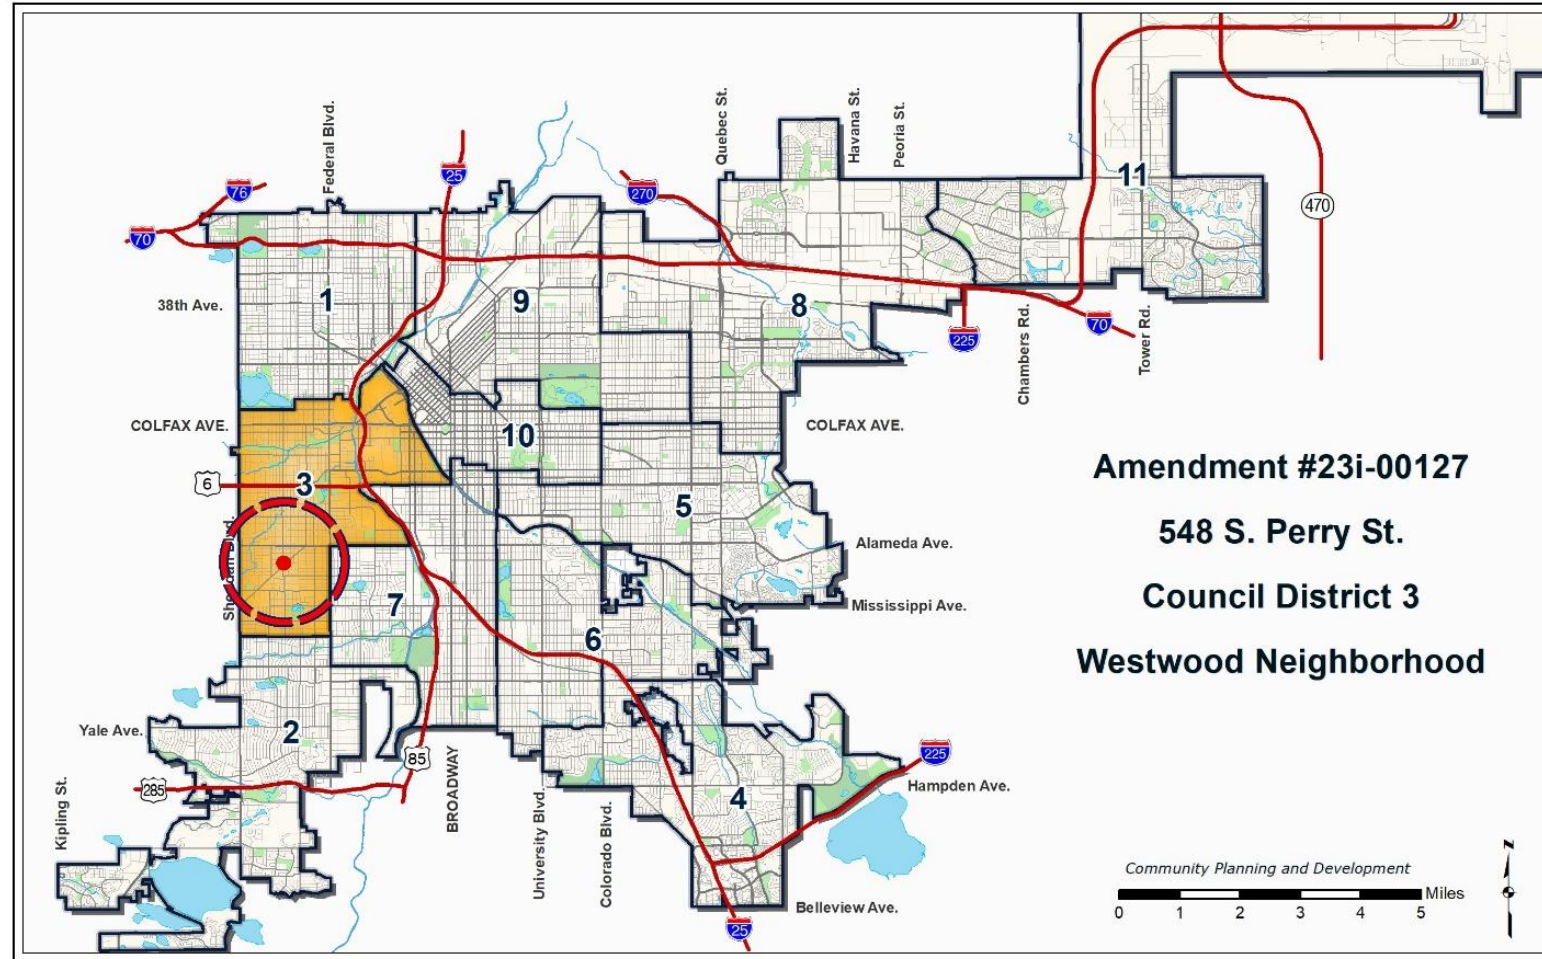 Federal Blvd.
Quebec St.
Havana St.
Peoria St.
76
25
270
11
470
70
38th Ave.
1
9
8
225
Chambers Rd.
70
Tower Rd.
COLFAX AVE.
10
COLFAX AVE.
6
3
5
Sheridan Blvd.
Alameda Ave.
7
Mississippi Ave.
6
Yale Ave.
2
85
225
285
Kipling St.
BROADWAY
University Blvd.
Colorado Blvd.
4
Hampden Ave.
25
Belleview Ave.
Amendment #23i-00127
548 S. Perry St.
Council District 3
Westwood Neighborhood
Community Planning and Development
Miles
0 1 2 3 4 5
N